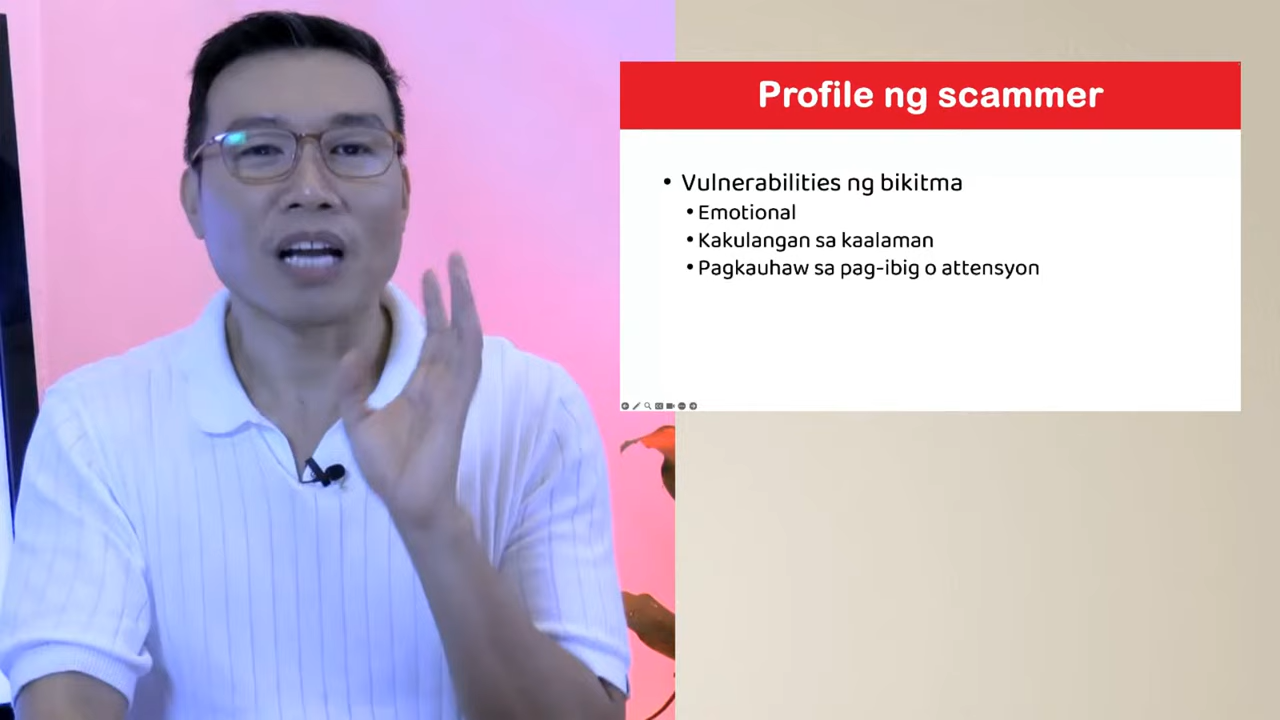 Profile ng scammer
• Vulnerabilities ng bikitma
• Emotional
• Kakulangan sa kaalaman
• Pagkauhaw sa pag-ibig o attensyon